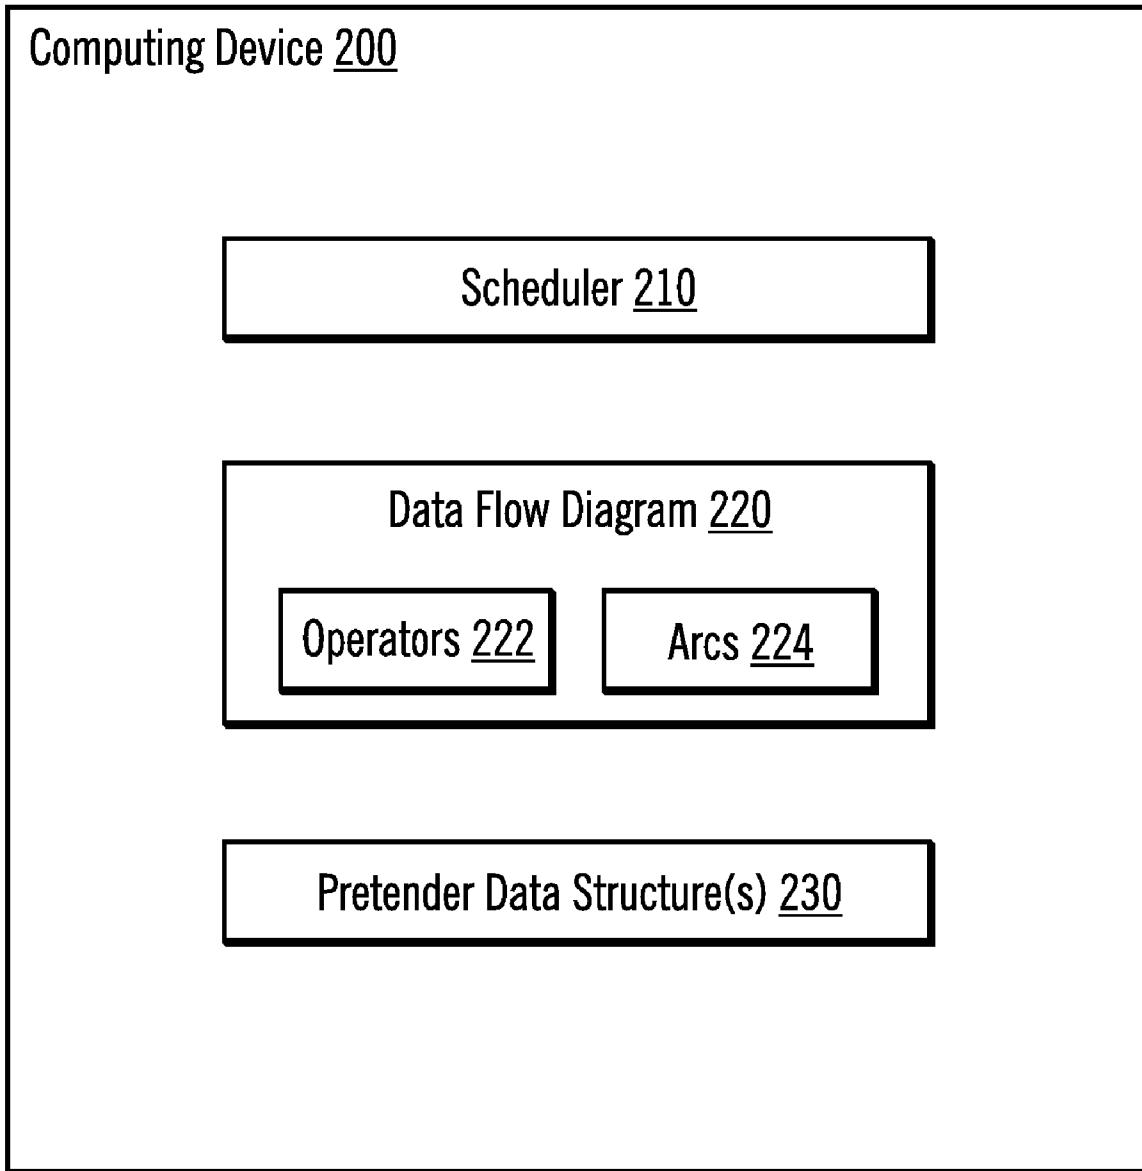 Computing Device 200
Scheduler 210
Data Flow Diagram 220
Operators 222
Arcs 224
Pretender Data Structure(s) 230